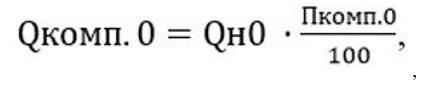 Qкомп. 0 = Qн0 · Пкомп.0/100,
,